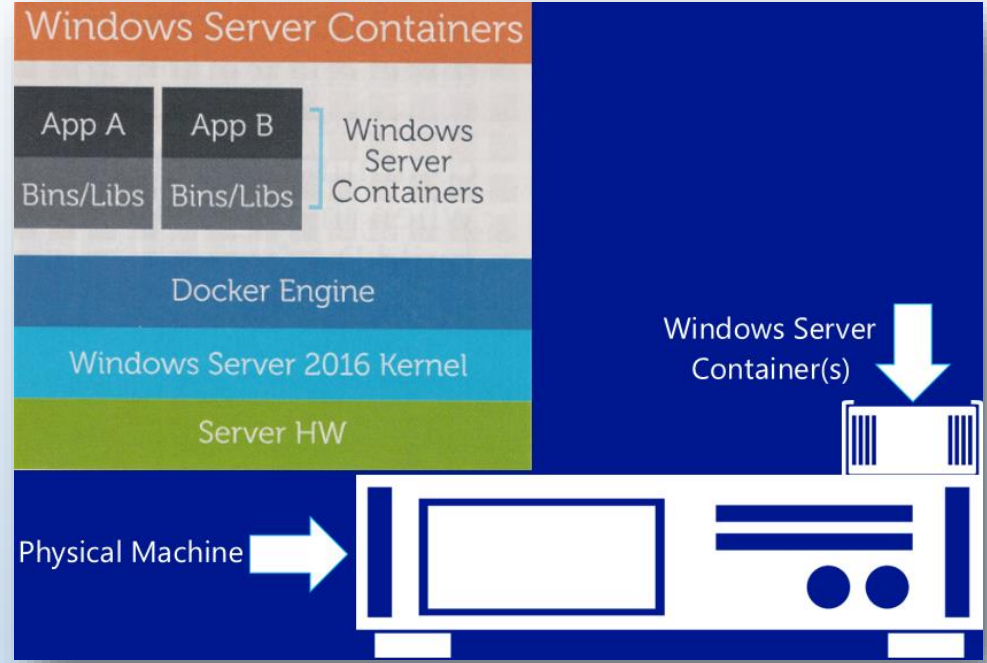 Windows Server Containers
App A
Bins/Libs
App B
Bins/Libs
Windows
Server
Containers
Docker Engine
Windows Server 2016 Kernel
Server HW
Windows Server
Container(s)
Physical Machine